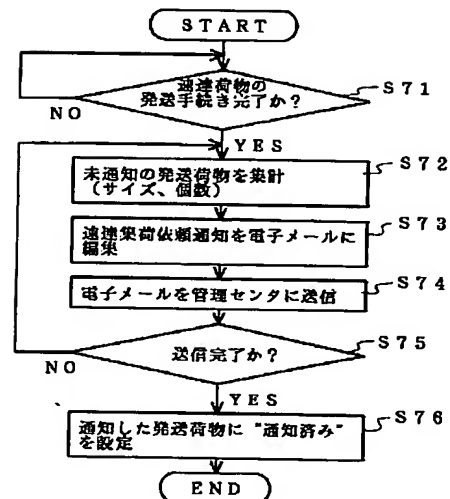 START
速達荷物の
発送手続き完了か?
S71
NO
YES
S72
未通知の発送荷物を集計
(サイズ、個数)
S73
速達集荷依頼通知を電子メールに
編集
S74
電子メールを管理センタに送信
S75
送信完了か?
NO
YES
S76
通知した発送荷物に"通知済み"
を設定
END